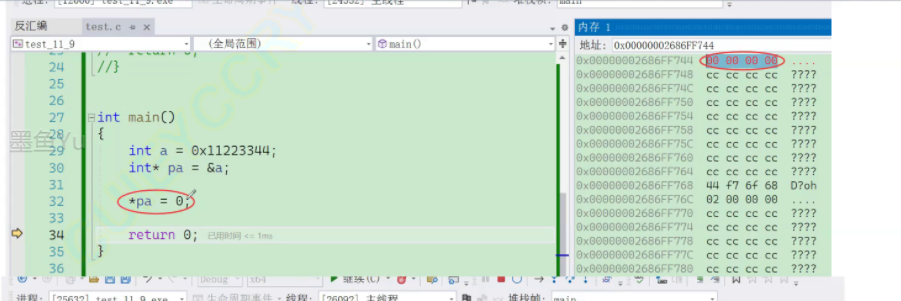 反汇编 test.c
test_11_9 (全局范围) main()
24 //}
25
26
27 int main()
28 {
29 int a = 0x11223344;
30 int* pa = &a;
31
32 *pa = 0;
33
34 return 0; 已用时间 <= 1ms
35 }
36
内存 1
地址: 0x00000002686FF744
0x00000002686FF744 00 00 00 00 ....
0x00000002686FF748 cc cc cc cc ????
0x00000002686FF74C cc cc cc cc ????
0x00000002686FF750 cc cc cc cc ????
0x00000002686FF754 cc cc cc cc ????
0x00000002686FF758 cc cc cc cc ????
0x00000002686FF75C cc cc cc cc ????
0x00000002686FF760 cc cc cc cc ????
0x00000002686FF764 cc cc cc cc ????
0x00000002686FF768 44 f7 6f 68 D?oh
0x00000002686FF76C 02 00 00 00 ....
0x00000002686FF770 cc cc cc cc ????
0x00000002686FF774 cc cc cc cc ????
0x00000002686FF778 cc cc cc cc ????
0x00000002686FF77C cc cc cc cc ????
0x00000002686FF780 cc cc cc cc ????
Debug x64 继续(C)
进程: [25632] test_11_9.exe 生命周期事件 线程: [26092] 主线程 堆栈帧: main